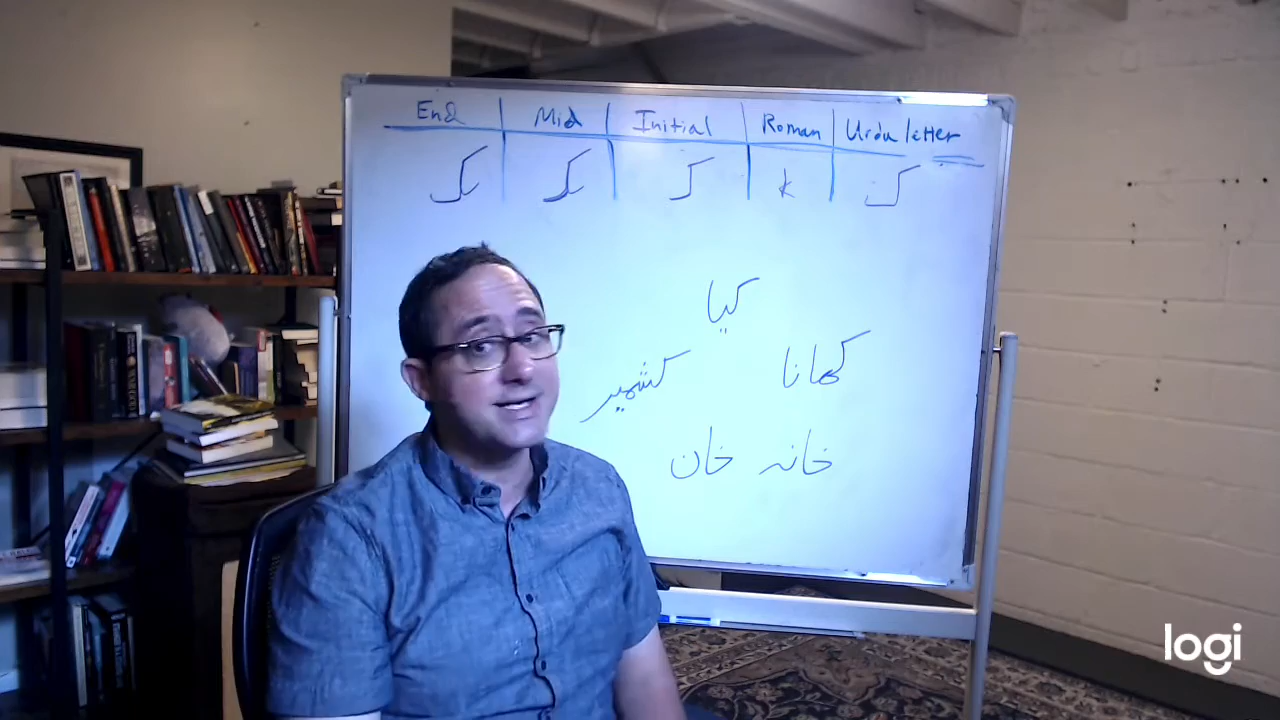 End Mid Initial Roman Urdu letter
ک ک ک k ک
کیا
کشمیر کھانا
خانہ خان
logi